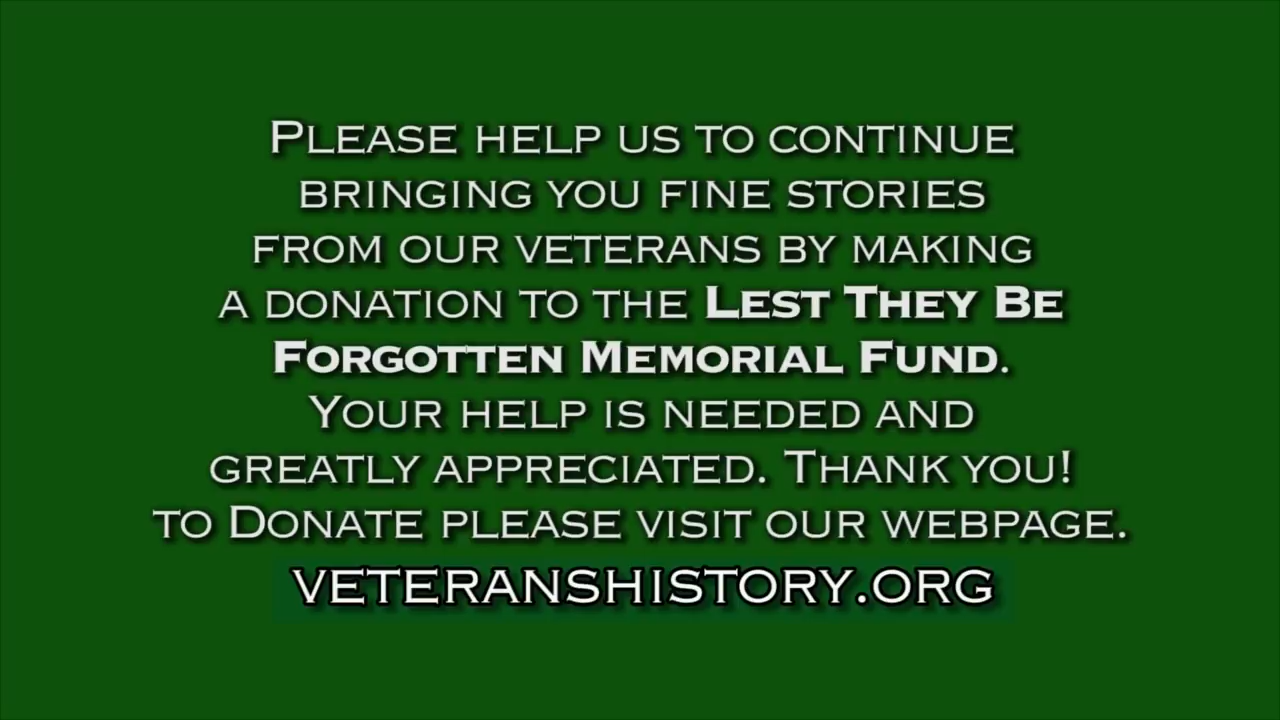 Please help us to continue
bringing you fine stories
from our veterans by making
a donation to the Lest They Be
Forgotten Memorial Fund.
Your help is needed and
greatly appreciated. Thank you!
to Donate please visit our webpage.
veteranshistory.org